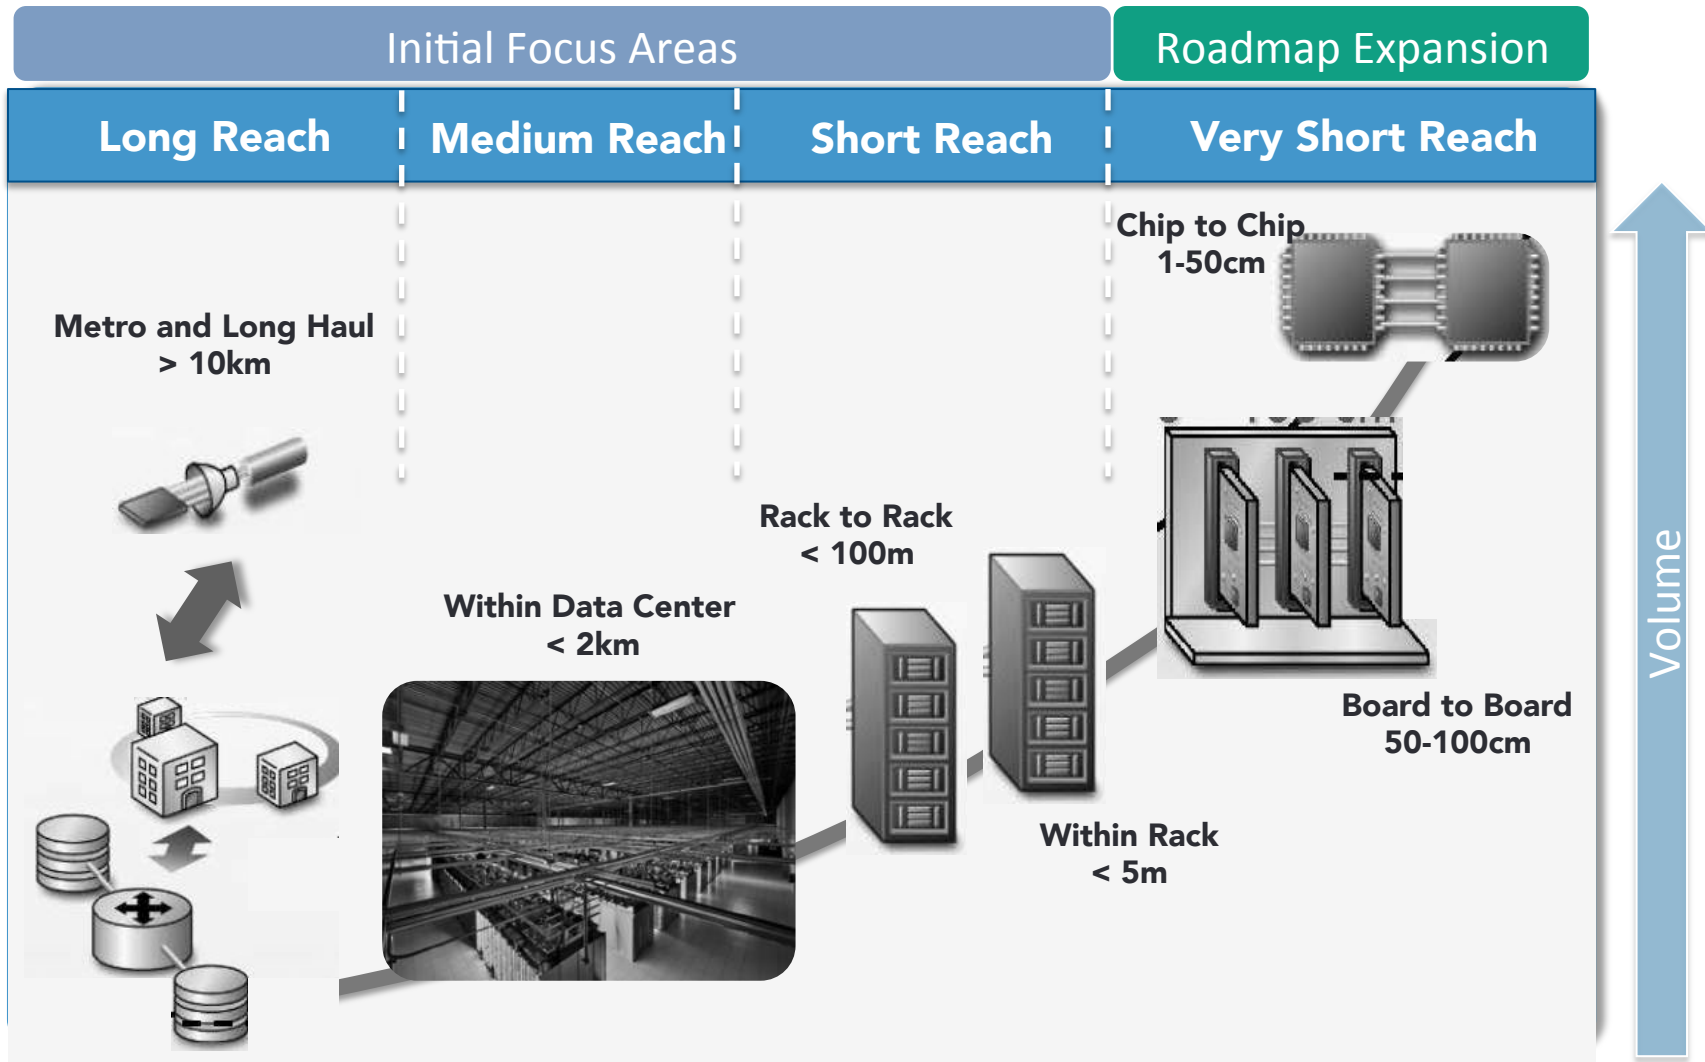 Initial Focus Areas
Roadmap Expansion
Long Reach
Medium Reach
Short Reach
Very Short Reach
Metro and Long Haul
> 10km
Within Data Center
< 2km
Rack to Rack
< 100m
Within Rack
< 5m
Chip to Chip
1-50cm
Board to Board
50-100cm
Volume